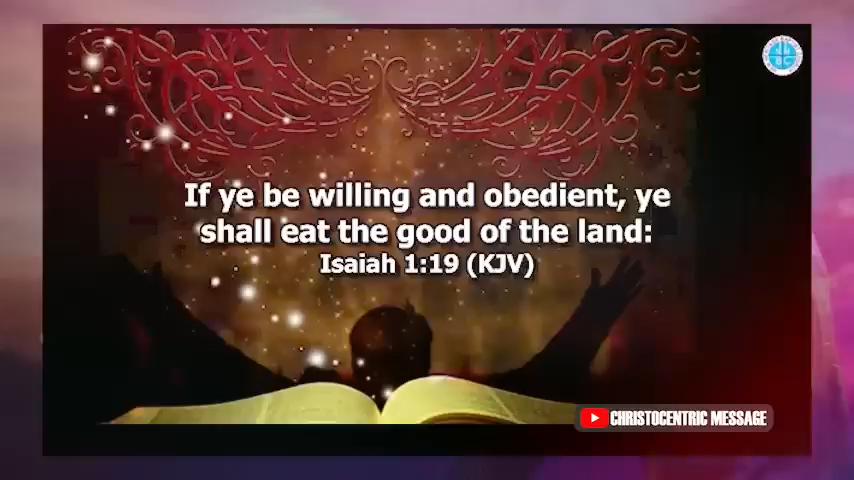 If ye be willing and obedient, ye
shall eat the good of the land:
Isaiah 1:19 (KJV)
CHRISTOCENTRIC MESSAGE